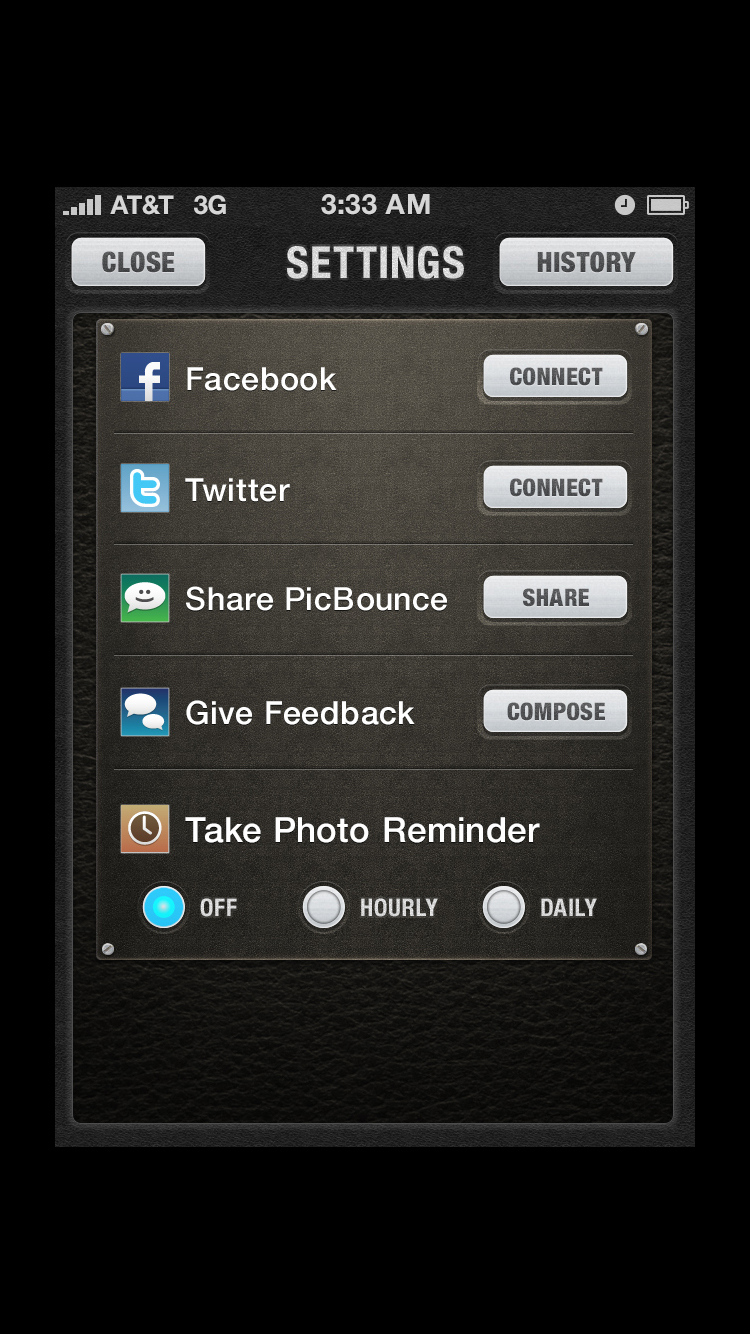 AT&T 3G 3:33 AM
CLOSE SETTINGS HISTORY
Facebook CONNECT
Twitter CONNECT
Share PicBounce SHARE
Give Feedback COMPOSE
Take Photo Reminder
OFF HOURLY DAILY